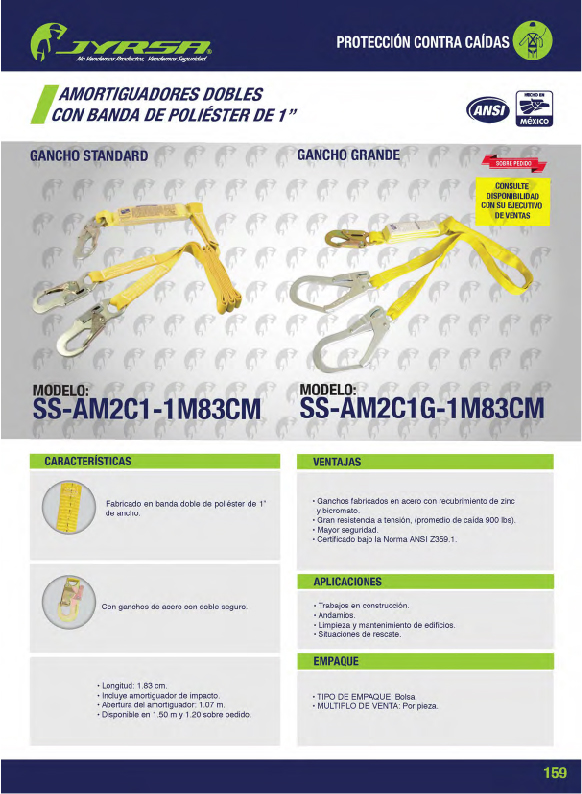 JYRSA®
No Vendemos Productos, Vendemos Seguridad
PROTECCIÓN CONTRA CAÍDAS
AMORTIGUADORES DOBLES
CON BANDA DE POLIÉSTER DE 1”
ANSI
HECHO EN
MÉXICO
GANCHO STANDARD
GANCHO GRANDE
SOBRE PEDIDO
CONSULTE
DISPONIBILIDAD
CON SU EJECUTIVO
DE VENTAS
MODELO:
SS-AM2C1-1M83CM
MODELO:
SS-AM2C1G-1M83CM
CARACTERÍSTICAS
Fabricado en banda doble de poliéster de 1”
de ancho.
Con ganchos de acero con doble seguro.
• Longitud: 1.83 cm.
• Incluye amortiguador de impacto.
• Abertura del amortiguador: 1.07 m.
• Disponible en 1.50 m y 1.20 sobre pedido.
VENTAJAS
• Ganchos fabricados en acero con recubrimiento de zinc
y bicromato.
• Gran resistencia a tensión, (promedio de caída 900 lbs).
• Mayor seguridad.
• Certificado bajo la Norma ANSI Z359.1.
APLICACIONES
• Trabajos en construcción.
• Andamios.
• Limpieza y mantenimiento de edificios.
• Situaciones de rescate.
EMPAQUE
• TIPO DE EMPAQUE: Bolsa
• MULTIPLO DE VENTA: Por pieza.
159